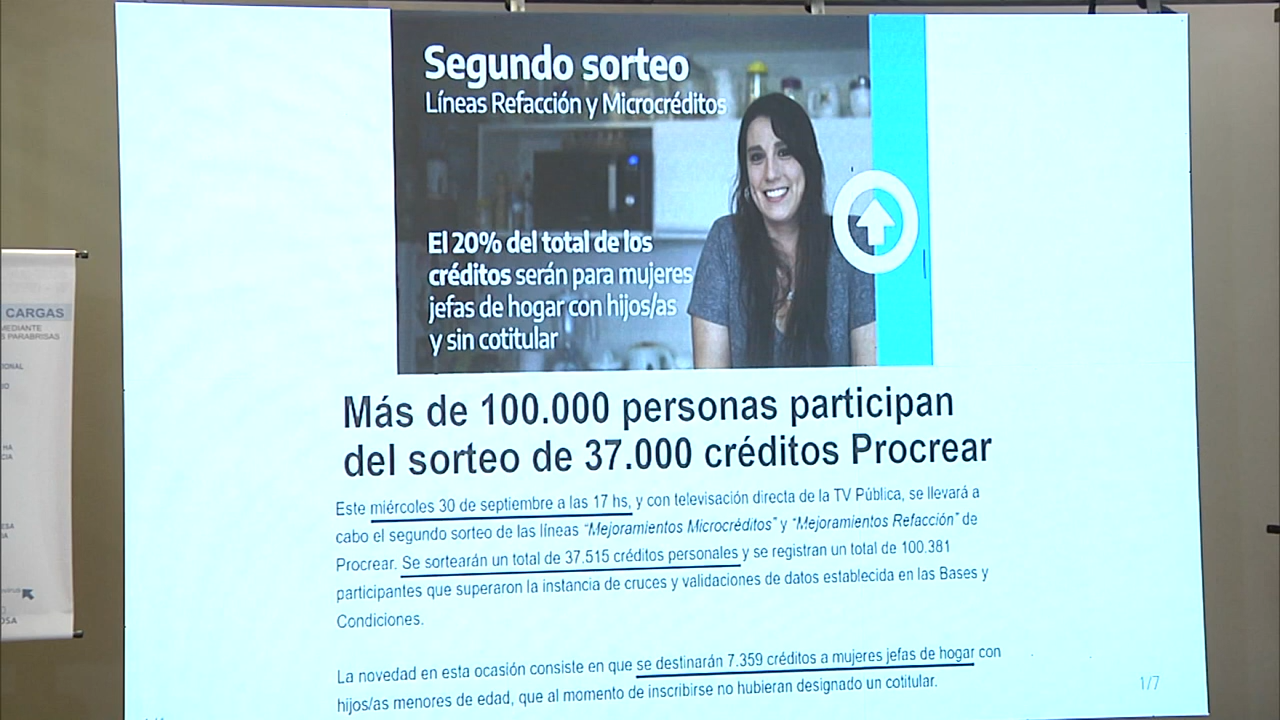 Segundo sorteo
Líneas Refacción y Microcréditos
El 20% del total de los
créditos serán para mujeres
jefas de hogar con hijos/as
y sin cotitular
Más de 100.000 personas participan
del sorteo de 37.000 créditos Procrear
Este miércoles 30 de septiembre a las 17 hs, y con televisación directa de la TV Pública, se llevará a
cabo el segundo sorteo de las líneas “Mejoramientos Microcréditos” y “Mejoramientos Refacción” de
Procrear. Se sortearán un total de 37.515 créditos personales y se registran un total de 100.381
participantes que superaron la instancia de cruces y validaciones de datos establecida en las Bases y
Condiciones.
La novedad en esta ocasión consiste en que se destinarán 7.359 créditos a mujeres jefas de hogar con
hijos/as menores de edad, que al momento de inscribirse no hubieran designado un cotitular.
1/7
CARGAS
MEDIANTE
PARABRISAS